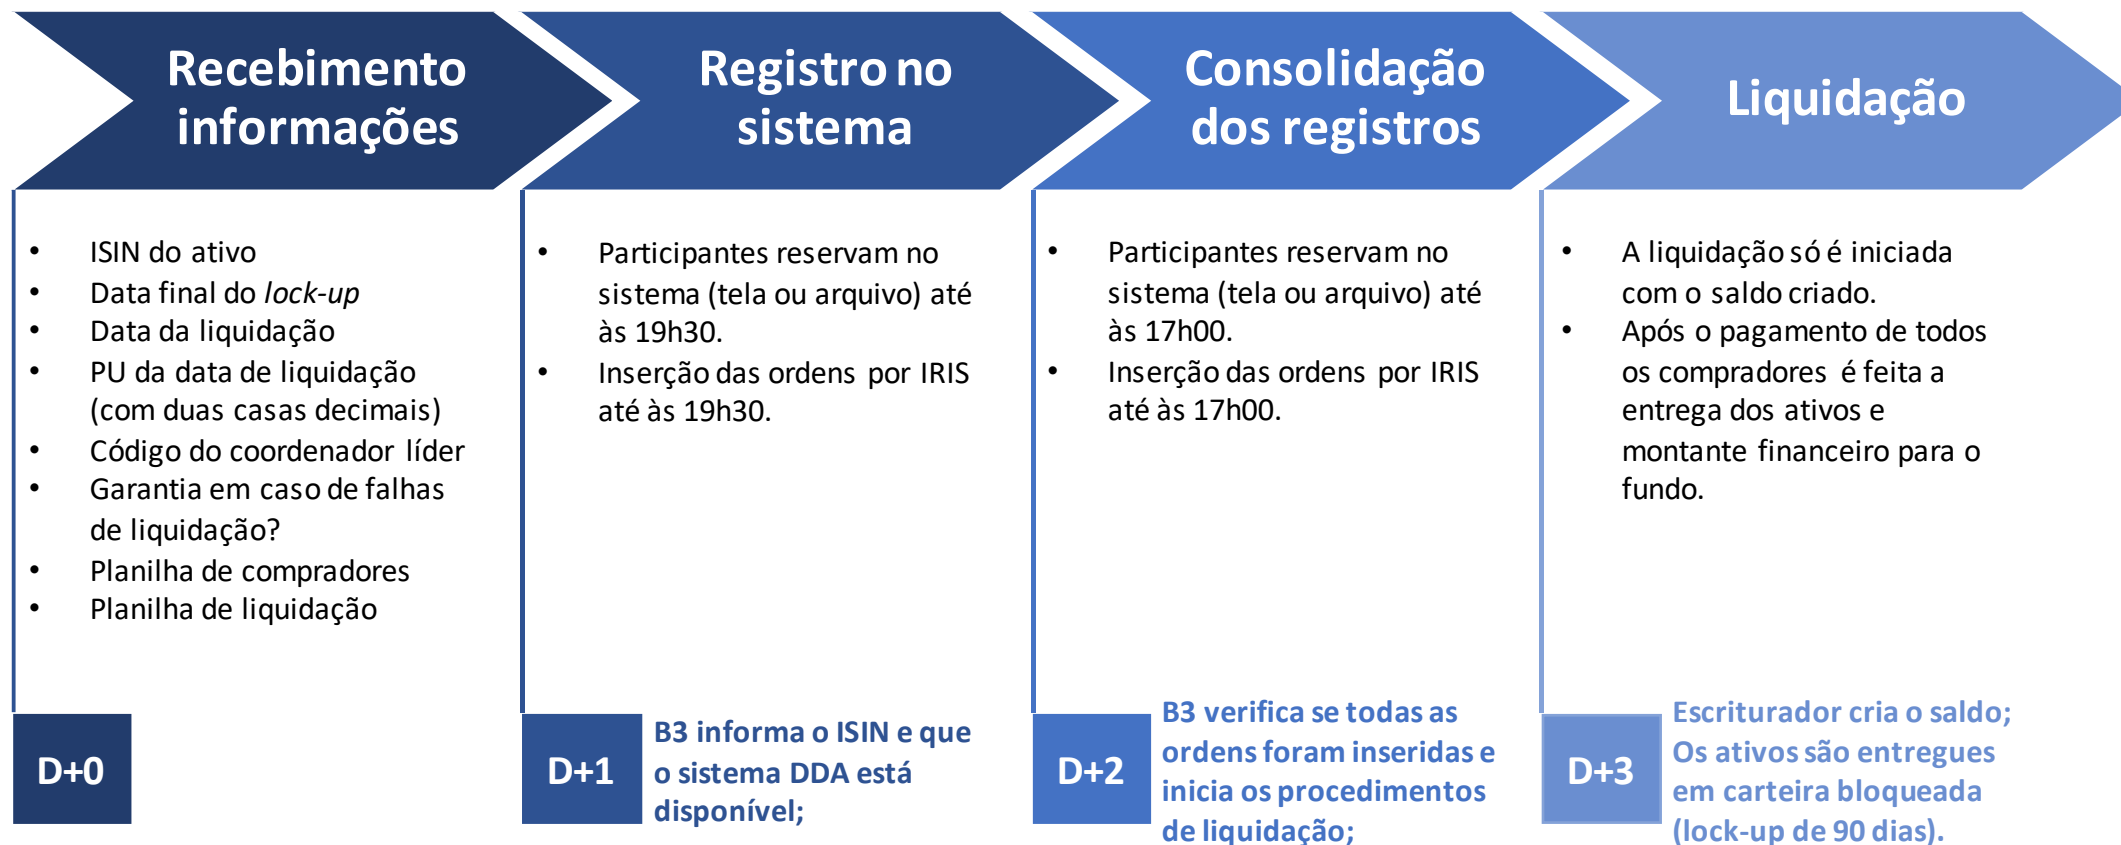 Recebimento
informações
Registro no
sistema
Consolidação
dos registros
Liquidação
• ISIN do ativo
• Data final do lock-up
• Data da liquidação
• PU da data de liquidação
(com duas casas decimais)
• Código do coordenador líder
• Garantia em caso de falhas
de liquidação?
• Planilha de compradores
• Planilha de liquidação
• Participantes reservam no
sistema (tela ou arquivo) até
às 19h30.
• Inserção das ordens por IRIS
até às 19h30.
• Participantes reservam no
sistema (tela ou arquivo) até
às 17h00.
• Inserção das ordens por IRIS
até às 17h00.
• A liquidação só é iniciada
com o saldo criado.
• Após o pagamento de todos
os compradores é feita a
entrega dos ativos e
montante financeiro para o
fundo.
D+0
D+1
B3 informa o ISIN e que
o sistema DDA está
disponível;
D+2
B3 verifica se todas as
ordens foram inseridas e
inicia os procedimentos
de liquidação;
D+3
Escriturador cria o saldo;
Os ativos são entregues
em carteira bloqueada
(lock-up de 90 dias).